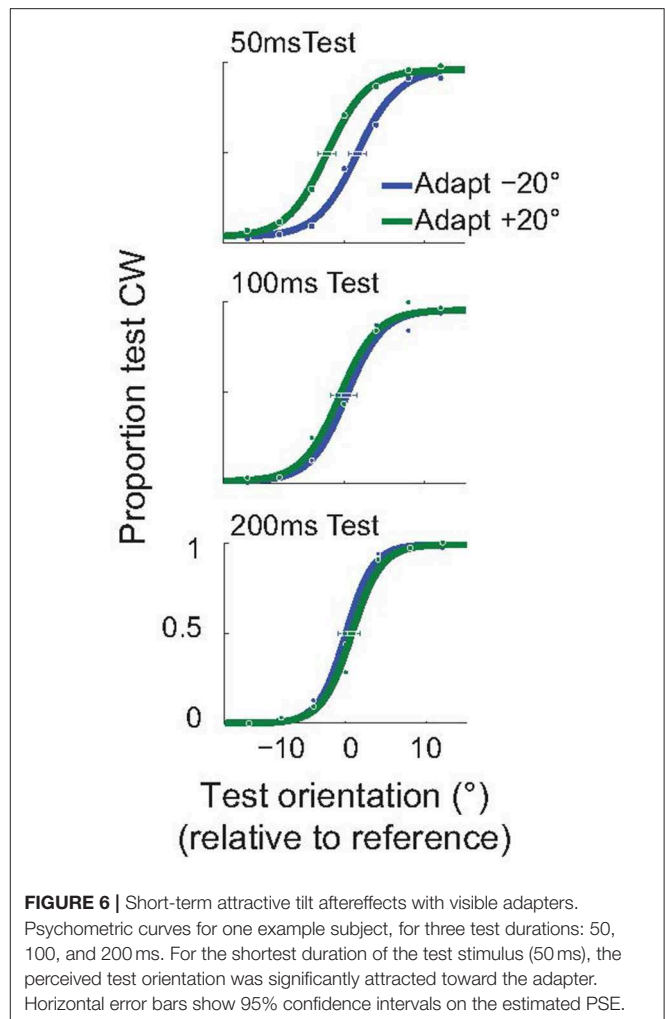 50msTest
Adapt −20°
Adapt +20°
100ms Test
Proportion test CW
200ms Test
1
0.5
0
−10 0 10
Test orientation (°)
(relative to reference)
FIGURE 6 | Short-term attractive tilt aftereffects with visible adapters.
Psychometric curves for one example subject, for three test durations: 50,
100, and 200 ms. For the shortest duration of the test stimulus (50 ms), the
perceived test orientation was significantly attracted toward the adapter.
Horizontal error bars show 95% confidence intervals on the estimated PSE.